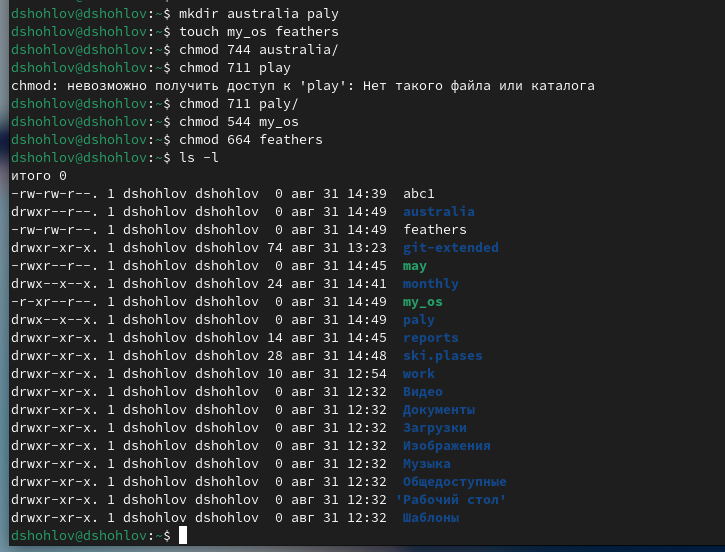 dshohlov@dshohlov:~$ mkdir australia paly
dshohlov@dshohlov:~$ touch my_os feathers
dshohlov@dshohlov:~$ chmod 744 australia/
dshohlov@dshohlov:~$ chmod 711 play
chmod: невозможно получить доступ к 'play': Нет такого файла или каталога
dshohlov@dshohlov:~$ chmod 711 paly/
dshohlov@dshohlov:~$ chmod 544 my_os
dshohlov@dshohlov:~$ chmod 664 feathers
dshohlov@dshohlov:~$ ls -l
итого 0
-rw-rw-r--. 1 dshohlov dshohlov  0 авг 31 14:39  abc1
drwxr--r--. 1 dshohlov dshohlov  0 авг 31 14:49  australia
-rw-rw-r--. 1 dshohlov dshohlov  0 авг 31 14:49  feathers
drwxr-xr-x. 1 dshohlov dshohlov 74 авг 31 13:23  git-extended
-rwxr--r--. 1 dshohlov dshohlov  0 авг 31 14:45  may
drwx--x--x. 1 dshohlov dshohlov 24 авг 31 14:41  monthly
-r-xr--r--. 1 dshohlov dshohlov  0 авг 31 14:49  my_os
drwx--x--x. 1 dshohlov dshohlov  0 авг 31 14:49  paly
drwxr-xr-x. 1 dshohlov dshohlov 14 авг 31 14:45  reports
drwxr-xr-x. 1 dshohlov dshohlov 28 авг 31 14:48  ski.plases
drwxr-xr-x. 1 dshohlov dshohlov 10 авг 31 12:54  work
drwxr-xr-x. 1 dshohlov dshohlov  0 авг 31 12:32  Видео
drwxr-xr-x. 1 dshohlov dshohlov  0 авг 31 12:32  Документы
drwxr-xr-x. 1 dshohlov dshohlov  0 авг 31 12:32  Загрузки
drwxr-xr-x. 1 dshohlov dshohlov  0 авг 31 12:32  Изображения
drwxr-xr-x. 1 dshohlov dshohlov  0 авг 31 12:32  Музыка
drwxr-xr-x. 1 dshohlov dshohlov  0 авг 31 12:32  Общедоступные
drwxr-xr-x. 1 dshohlov dshohlov  0 авг 31 12:32 'Рабочий стол'
drwxr-xr-x. 1 dshohlov dshohlov  0 авг 31 12:32  Шаблоны
dshohlov@dshohlov:~$